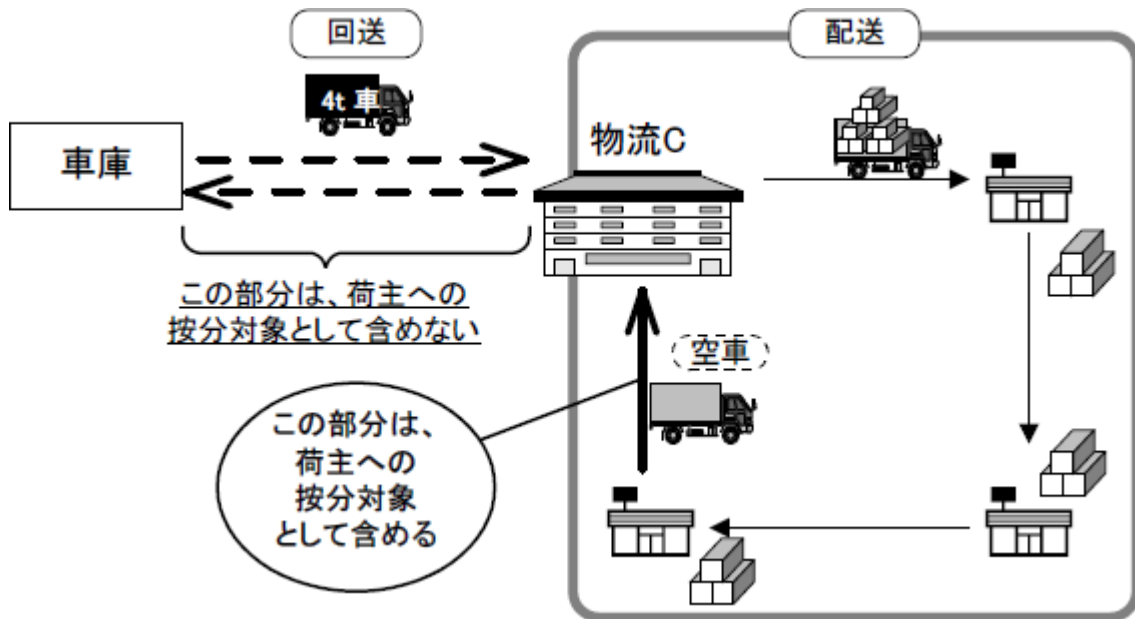 回送
配送
4t 車
車庫
物流C
この部分は、荷主への
按分対象として含めない
空車
この部分は、
荷主への
按分対象
として含める